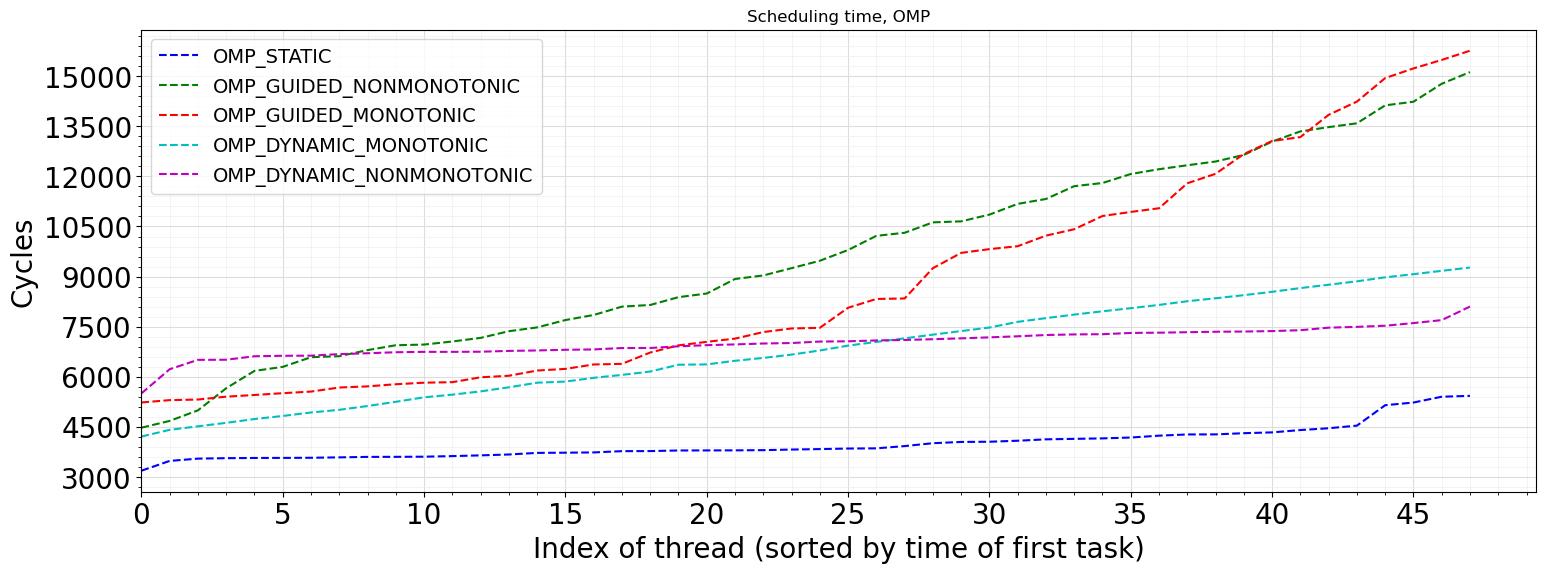 Scheduling time, OMP
OMP_STATIC
OMP_GUIDED_NONMONOTONIC
OMP_GUIDED_MONOTONIC
OMP_DYNAMIC_MONOTONIC
OMP_DYNAMIC_NONMONOTONIC
Cycles
15000
13500
12000
10500
9000
7500
6000
4500
3000
0 5 10 15 20 25 30 35 40 45
Index of thread (sorted by time of first task)